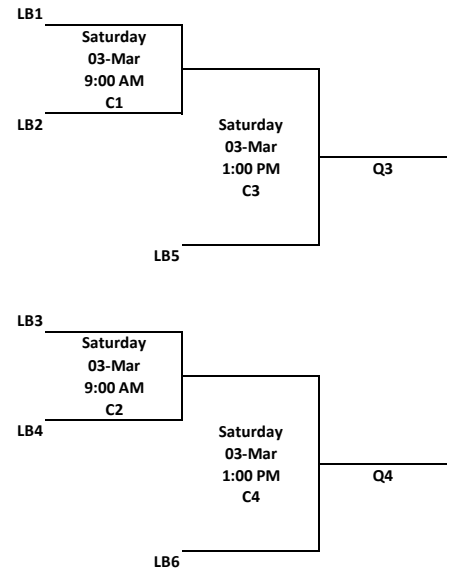 LB1
Saturday
03-Mar
9:00 AM
C1
LB2
Saturday
03-Mar
1:00 PM
C3
Q3
LB5
LB3
Saturday
03-Mar
9:00 AM
C2
LB4
Saturday
03-Mar
1:00 PM
C4
Q4
LB6